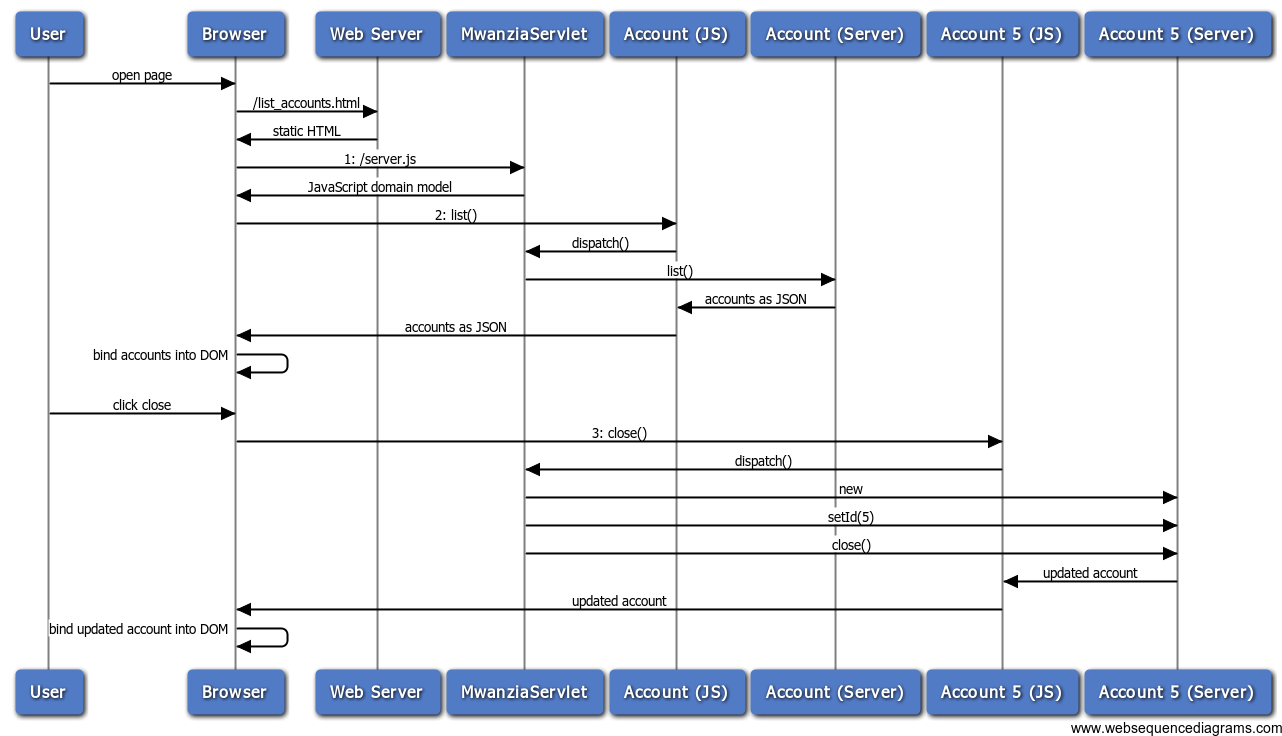 User Browser Web Server MwanziaServlet Account (JS) Account (Server) Account 5 (JS) Account 5 (Server)
open page
/list_accounts.html
static HTML
1: /server.js
JavaScript domain model
2: list()
dispatch()
list()
accounts as JSON
accounts as JSON
bind accounts into DOM
click close
3: close()
dispatch()
new
setId(5)
close()
updated account
updated account
bind updated account into DOM
User Browser Web Server MwanziaServlet Account (JS) Account (Server) Account 5 (JS) Account 5 (Server)
www.websequencediagrams.com